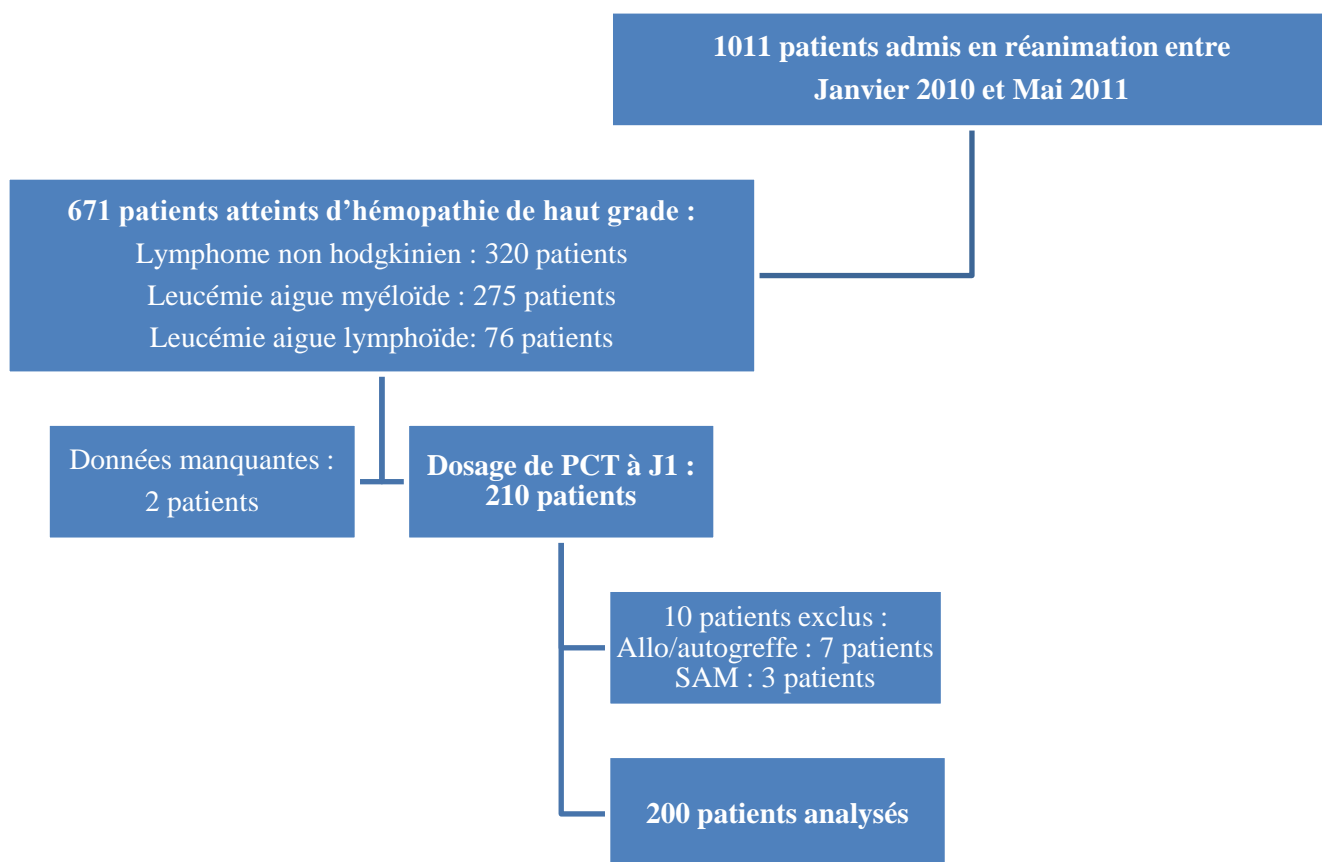 1011 patients admis en réanimation entre
Janvier 2010 et Mai 2011
671 patients atteints d’hémopathie de haut grade :
Lymphome non hodgkinien : 320 patients
Leucémie aigue myéloïde : 275 patients
Leucémie aigue lymphoïde: 76 patients
Données manquantes :
2 patients
Dosage de PCT à J1 :
210 patients
10 patients exclus :
Allo/autogreffe : 7 patients
SAM : 3 patients
200 patients analysés